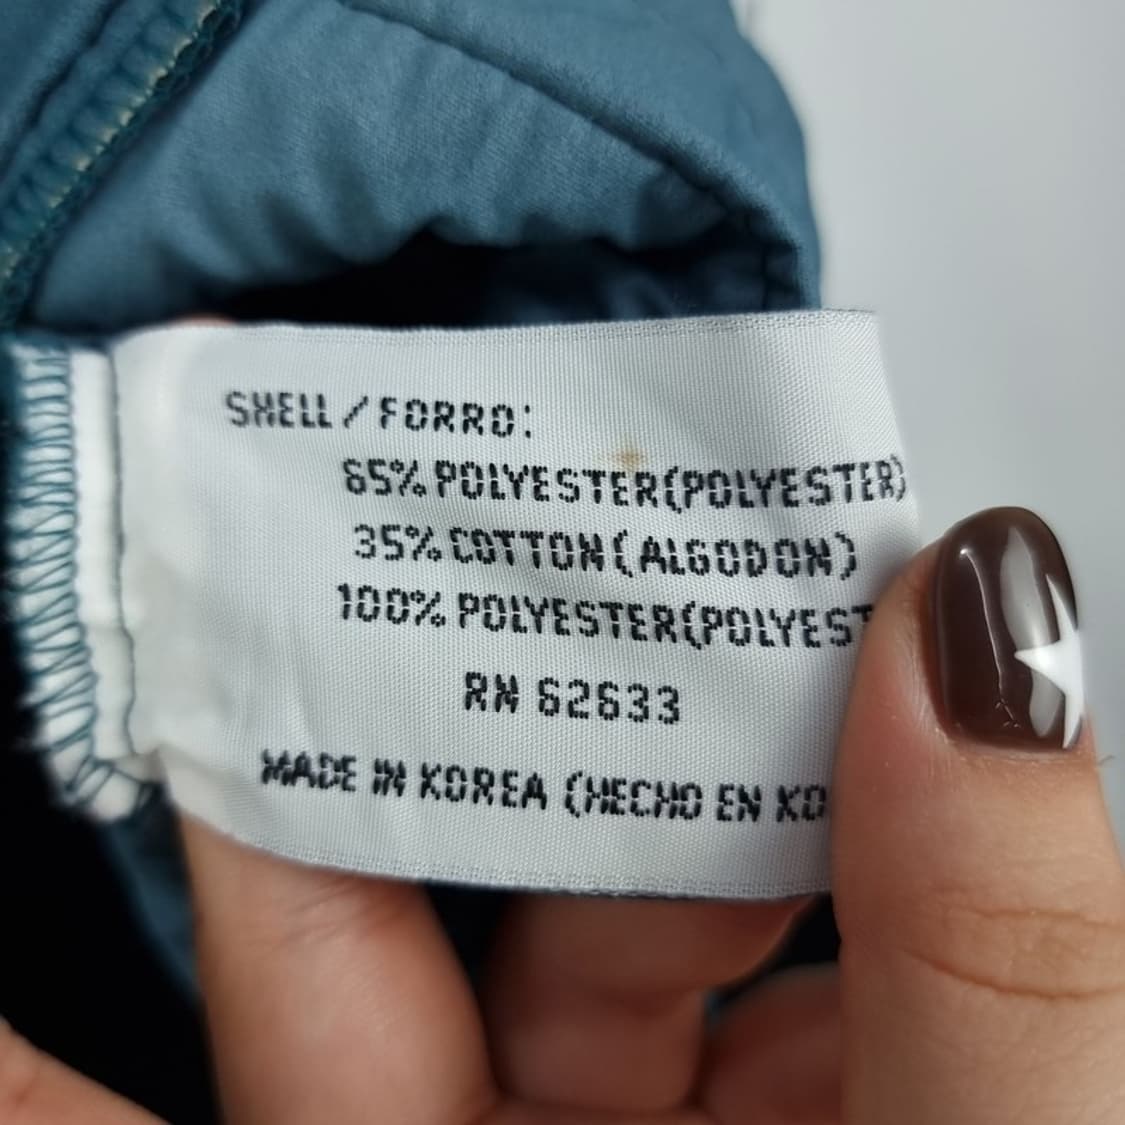 SHELL / FORRO:
65% POLYESTER(POLYESTER)
35% COTTON(ALGODON)
100% POLYESTER(POLYEST
RN 62633
MADE IN KOREA (HECHO EN KO